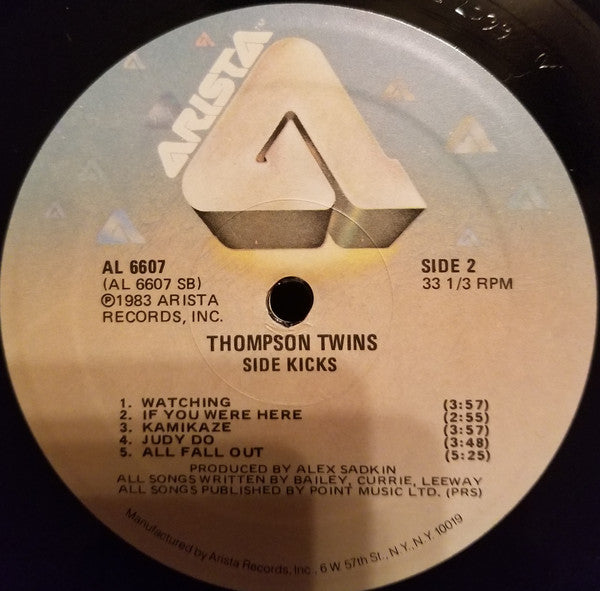 ARISTA
AL 6607
(AL 6607 SB)
Ⓟ1983 ARISTA
RECORDS, INC.
SIDE 2
33 1/3 RPM
THOMPSON TWINS
SIDE KICKS
1. WATCHING (3:57)
2. IF YOU WERE HERE (2:55)
3. KAMIKAZE (3:57)
4. JUDY DO (3:48)
5. ALL FALL OUT (5:25)
PRODUCED BY ALEX SADKIN
ALL SONGS WRITTEN BY BAILEY, CURRIE, LEEWAY
ALL SONGS PUBLISHED BY POINT MUSIC LTD. (PRS)
Manufactured by Arista Records, Inc., 6 W 57th St., N.Y., N.Y. 10019